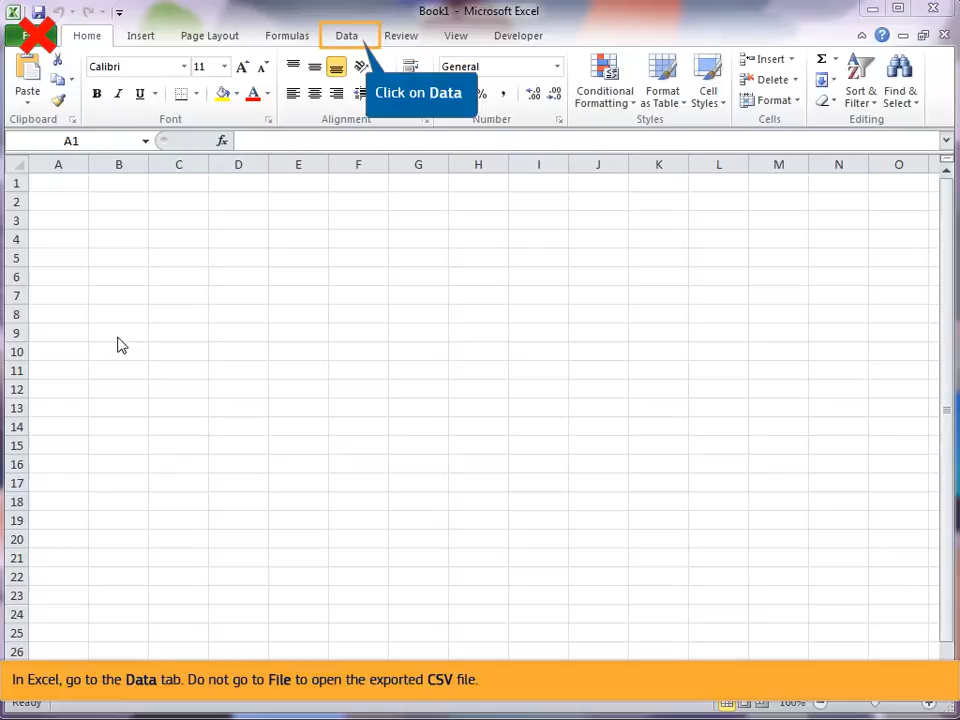 Book1 - Microsoft Excel
Home Insert Page Layout Formulas Data Review View Developer
Calibri 11 General Insert Σ
Click on Data
Paste B I U A % , Conditional Formatting Format as Table Cell Styles Delete Format Sort & Filter Find & Select
Clipboard Font Alignment Number Styles Cells Editing
A1 fx
A B C D E F G H I J K L M N O
1
2
3
4
5
6
7
8
9
10
11
12
13
14
15
16
17
18
19
20
21
22
23
24
25
26
In Excel, go to the Data tab. Do not go to File to open the exported CSV file.
Ready 100%